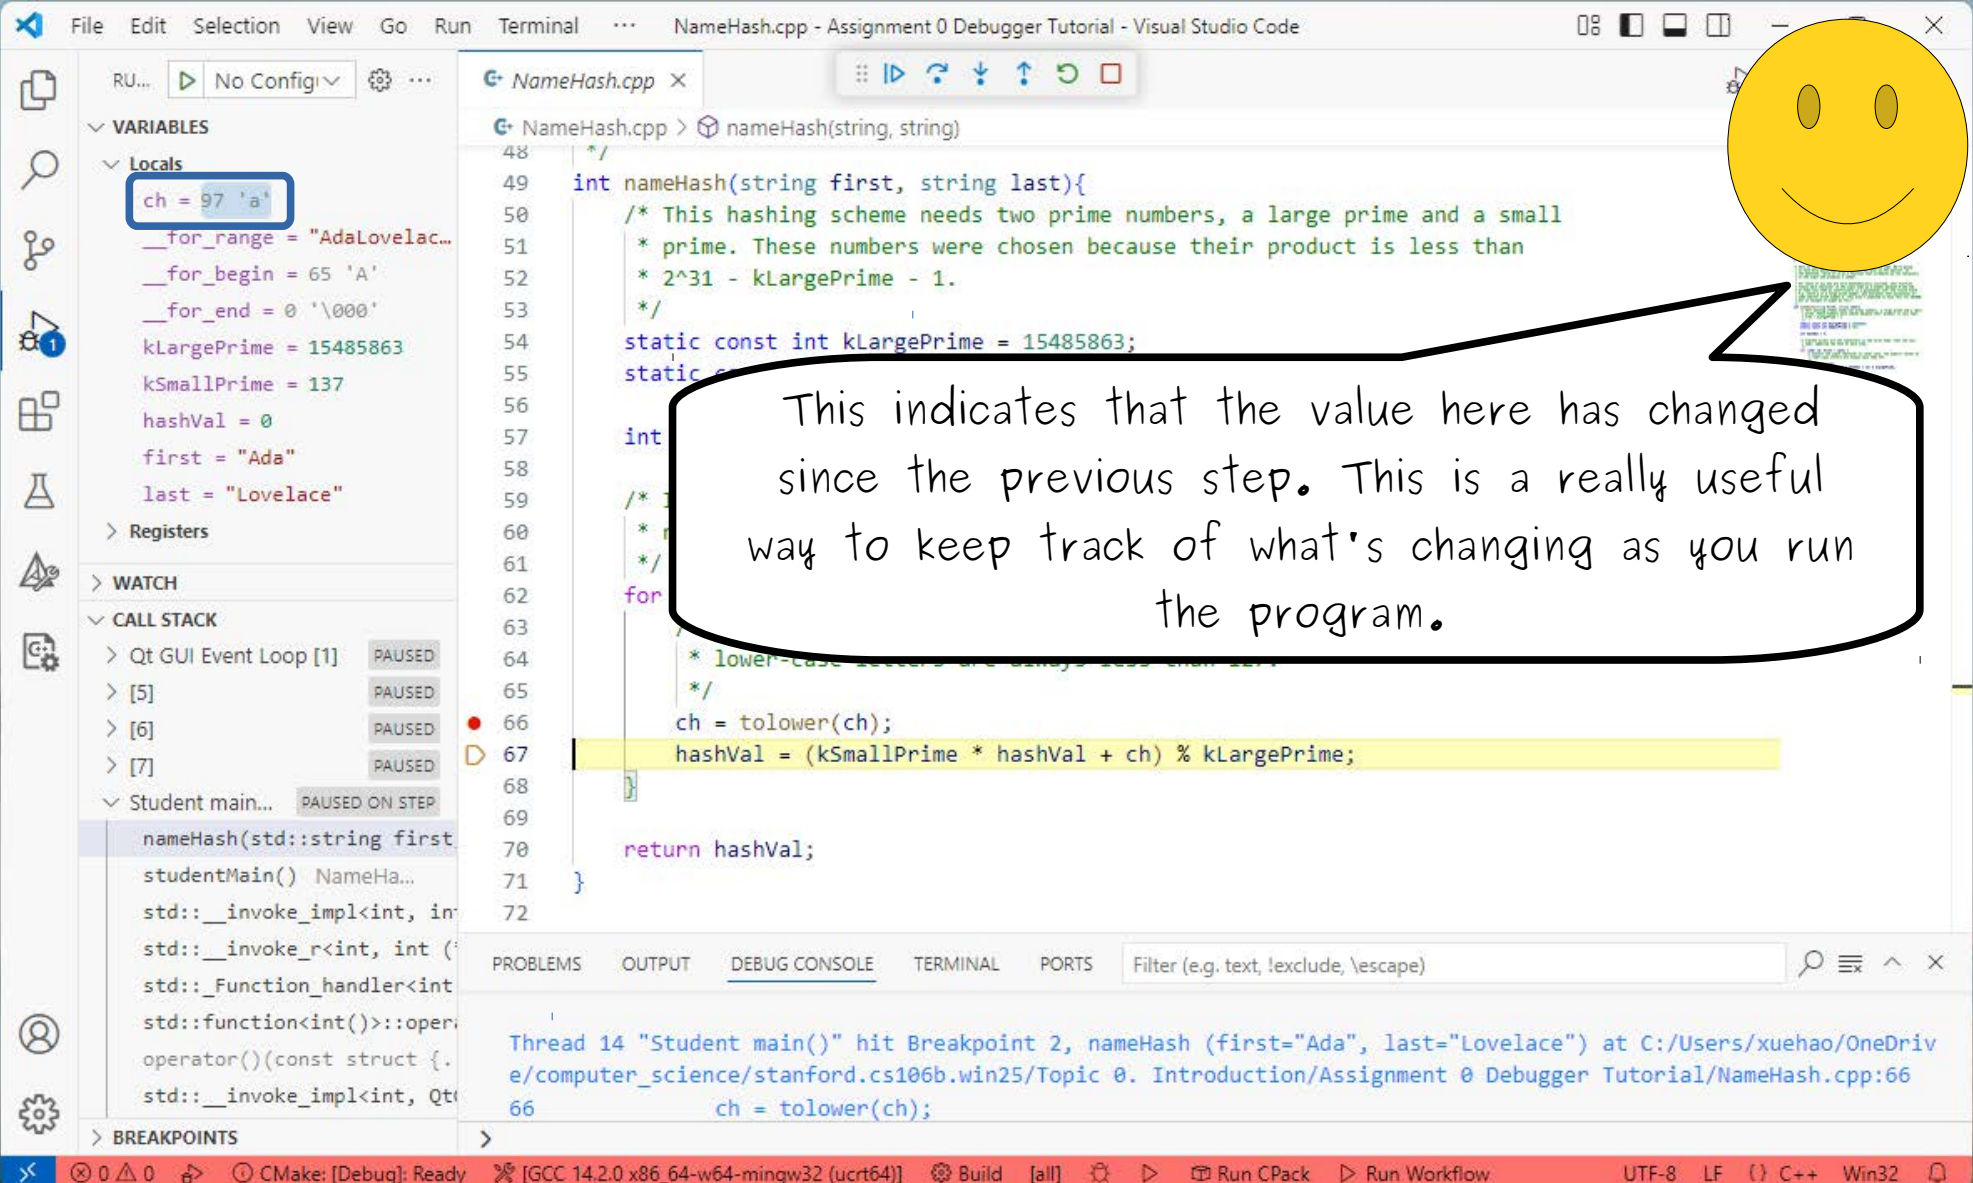 File Edit Selection View Go Run Terminal ··· NameHash.cpp - Assignment 0 Debugger Tutorial - Visual Studio Code
RU... No Config
NameHash.cpp
NameHash.cpp > nameHash(string, string)
VARIABLES
Locals
ch = 97 'a'
__for_range = "AdaLovelac…
__for_begin = 65 'A'
__for_end = 0 '\000'
kLargePrime = 15485863
kSmallPrime = 137
hashVal = 0
first = "Ada"
last = "Lovelace"
Registers
WATCH
CALL STACK
Qt GUI Event Loop [1] PAUSED
[5] PAUSED
[6] PAUSED
[7] PAUSED
Student main... PAUSED ON STEP
nameHash(std::string first
studentMain() NameHa...
std::__invoke_impl<int, in
std::__invoke_r<int, int (
std::_Function_handler<int
std::function<int()>::oper
operator()(const struct {.
std::__invoke_impl<int, Qt
BREAKPOINTS
48 */
49 int nameHash(string first, string last){
50 /* This hashing scheme needs two prime numbers, a large prime and a small
51 * prime. These numbers were chosen because their product is less than
52 * 2^31 - kLargePrime - 1.
53 */
54 static const int kLargePrime = 15485863;
55 static
56
57 int
58
59 /*
60 *
61 */
62 for
63
64 * lower-case letters are always less than 127.
65 */
66 ch = tolower(ch);
67 hashVal = (kSmallPrime * hashVal + ch) % kLargePrime;
68 }
69
70 return hashVal;
71 }
72
This indicates that the value here has changed
since the previous step. This is a really useful
way to keep track of what's changing as you run
the program.
PROBLEMS OUTPUT DEBUG CONSOLE TERMINAL PORTS Filter (e.g. text, !exclude, \escape)
Thread 14 "Student main()" hit Breakpoint 2, nameHash (first="Ada", last="Lovelace") at C:/Users/xuehao/OneDriv
e/computer_science/stanford.cs106b.win25/Topic 0. Introduction/Assignment 0 Debugger Tutorial/NameHash.cpp:66
66 ch = tolower(ch);
>
0 0 CMake: [Debug]: Ready [GCC 14.2.0 x86_64-w64-mingw32 (ucrt64)] Build [all] Run CPack Run Workflow UTF-8 LF {} C++ Win32